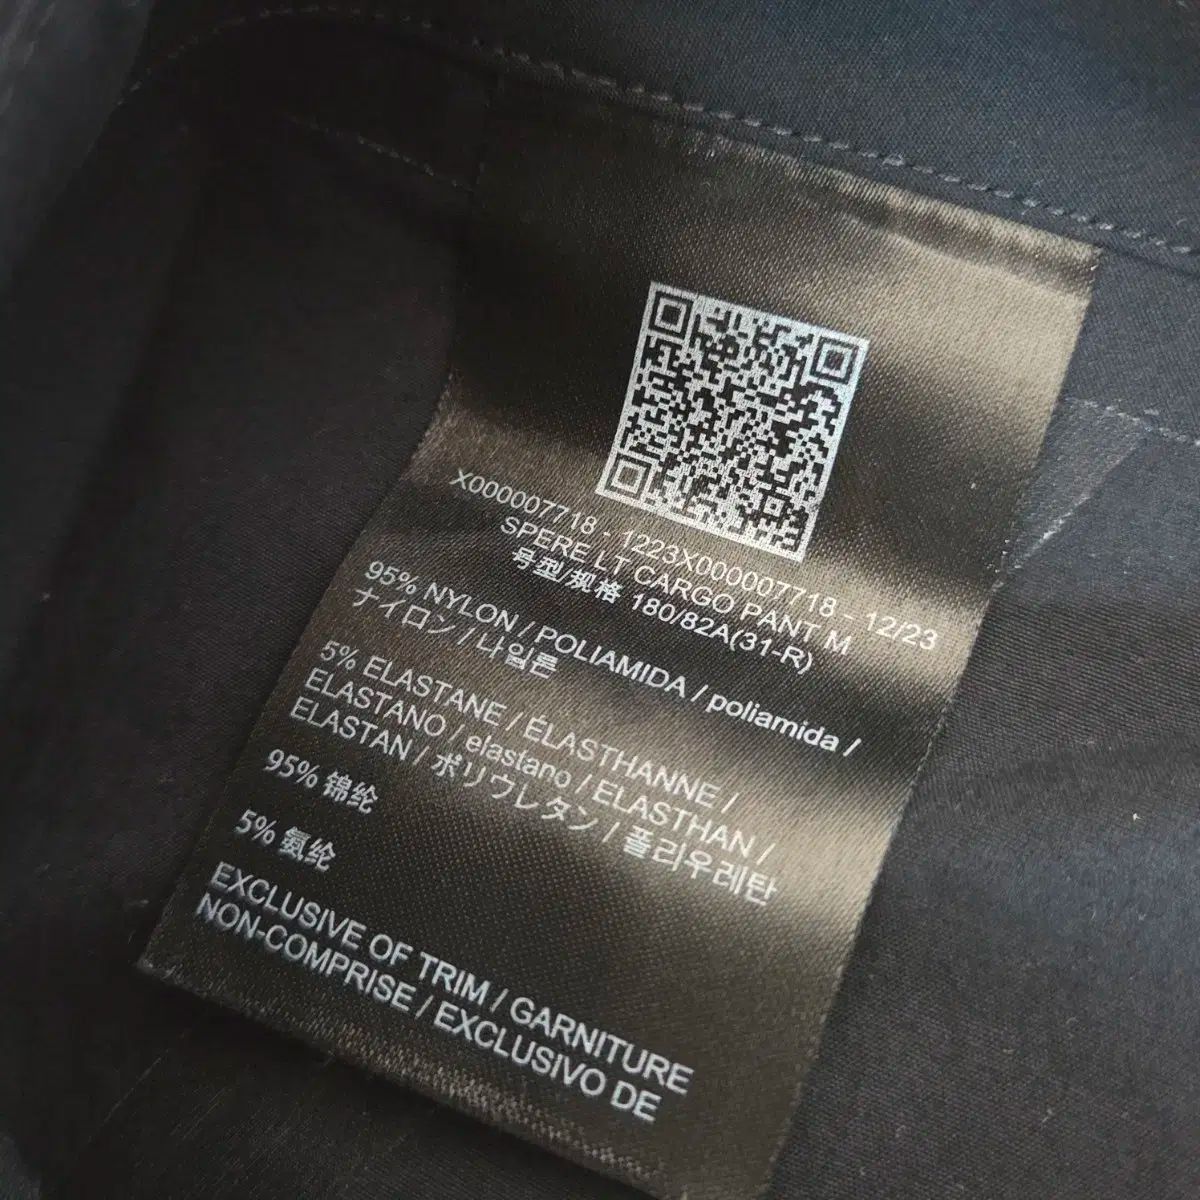 X000007718 - 1223X000007718 - 12/23
SPERE LT CARGO PANT M
号型/规格 180/82A(31-R)
95% NYLON / POLIAMIDA / poliamida /
ナイロン / 나일론
5% ELASTANE / ÉLASTHANNE /
ELASTANO / elastano / ELASTHAN /
ELASTAN / ポリウレタン / 폴리우레탄
95% 锦纶
5% 氨纶
EXCLUSIVE OF TRIM / GARNITURE
NON-COMPRISE / EXCLUSIVO DE